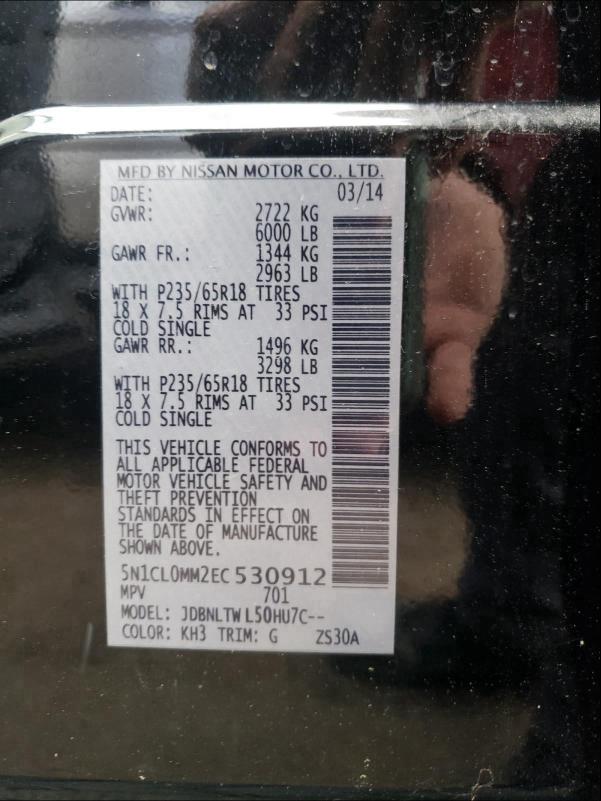 MFD BY NISSAN MOTOR CO., LTD.
DATE: 03/14
GVWR: 2722 KG
6000 LB
GAWR FR.: 1344 KG
2963 LB
WITH P235/65R18 TIRES
18 X 7.5 RIMS AT 33 PSI
COLD SINGLE
GAWR RR.: 1496 KG
3298 LB
WITH P235/65R18 TIRES
18 X 7.5 RIMS AT 33 PSI
COLD SINGLE
THIS VEHICLE CONFORMS TO
ALL APPLICABLE FEDERAL
MOTOR VEHICLE SAFETY AND
THEFT PREVENTION
STANDARDS IN EFFECT ON
THE DATE OF MANUFACTURE
SHOWN ABOVE.
5N1CL0MM2EC530912
MPV 701
MODEL: JDBNLTW L50HU7C--
COLOR: KH3 TRIM: G ZS30A